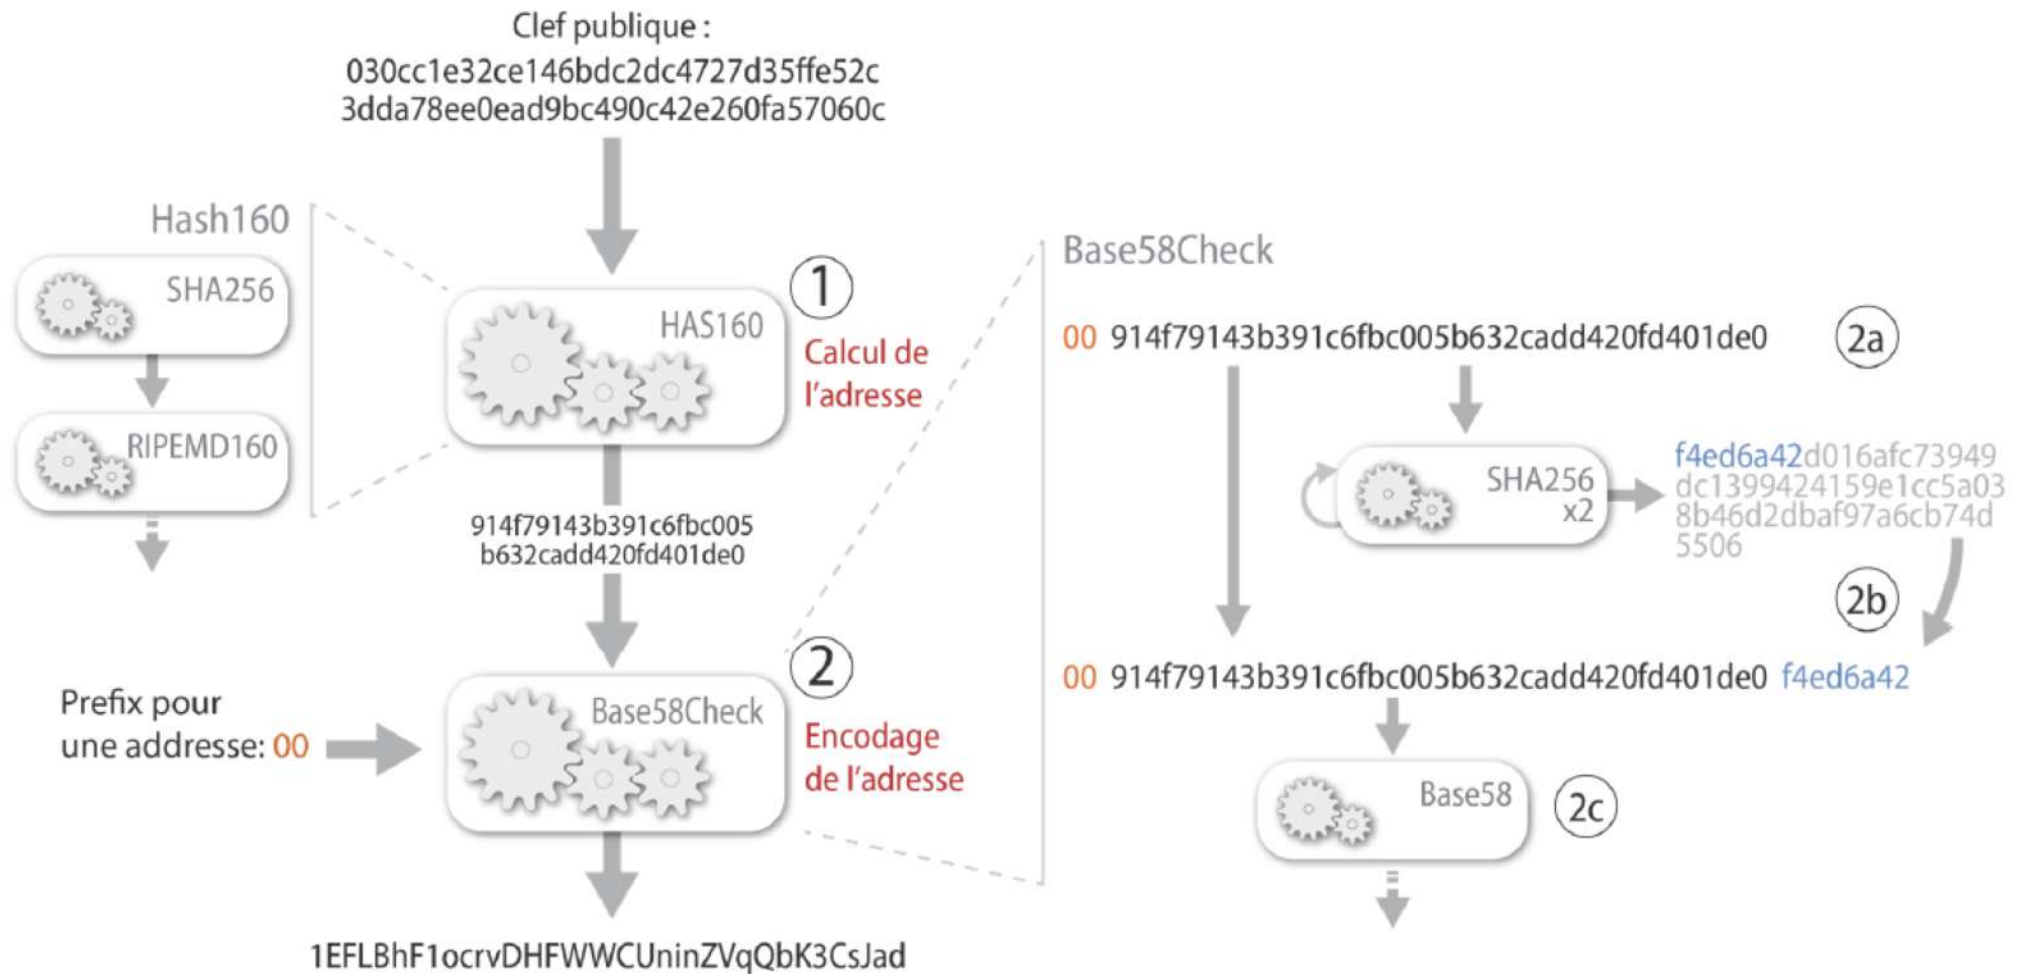 Clef publique :
030cc1e32ce146bdc2dc4727d35ffe52c
3dda78ee0ead9bc490c42e260fa57060c
Hash160
SHA256
RIPEMD160
HAS160
1
Calcul de
l'adresse
914f79143b391c6fbc005
b632cadd420fd401de0
Prefix pour
une addresse: 00
Base58Check
2
Encodage
de l'adresse
1EFLBhF1ocrvDHFWWCUninZVqQbK3CsJad
Base58Check
00 914f79143b391c6fbc005b632cadd420fd401de0
2a
SHA256
x2
f4ed6a42d016afc73949
dc1399424159e1cc5a03
8b46d2dbaf97a6cb74d
5506
2b
00 914f79143b391c6fbc005b632cadd420fd401de0 f4ed6a42
Base58
2c